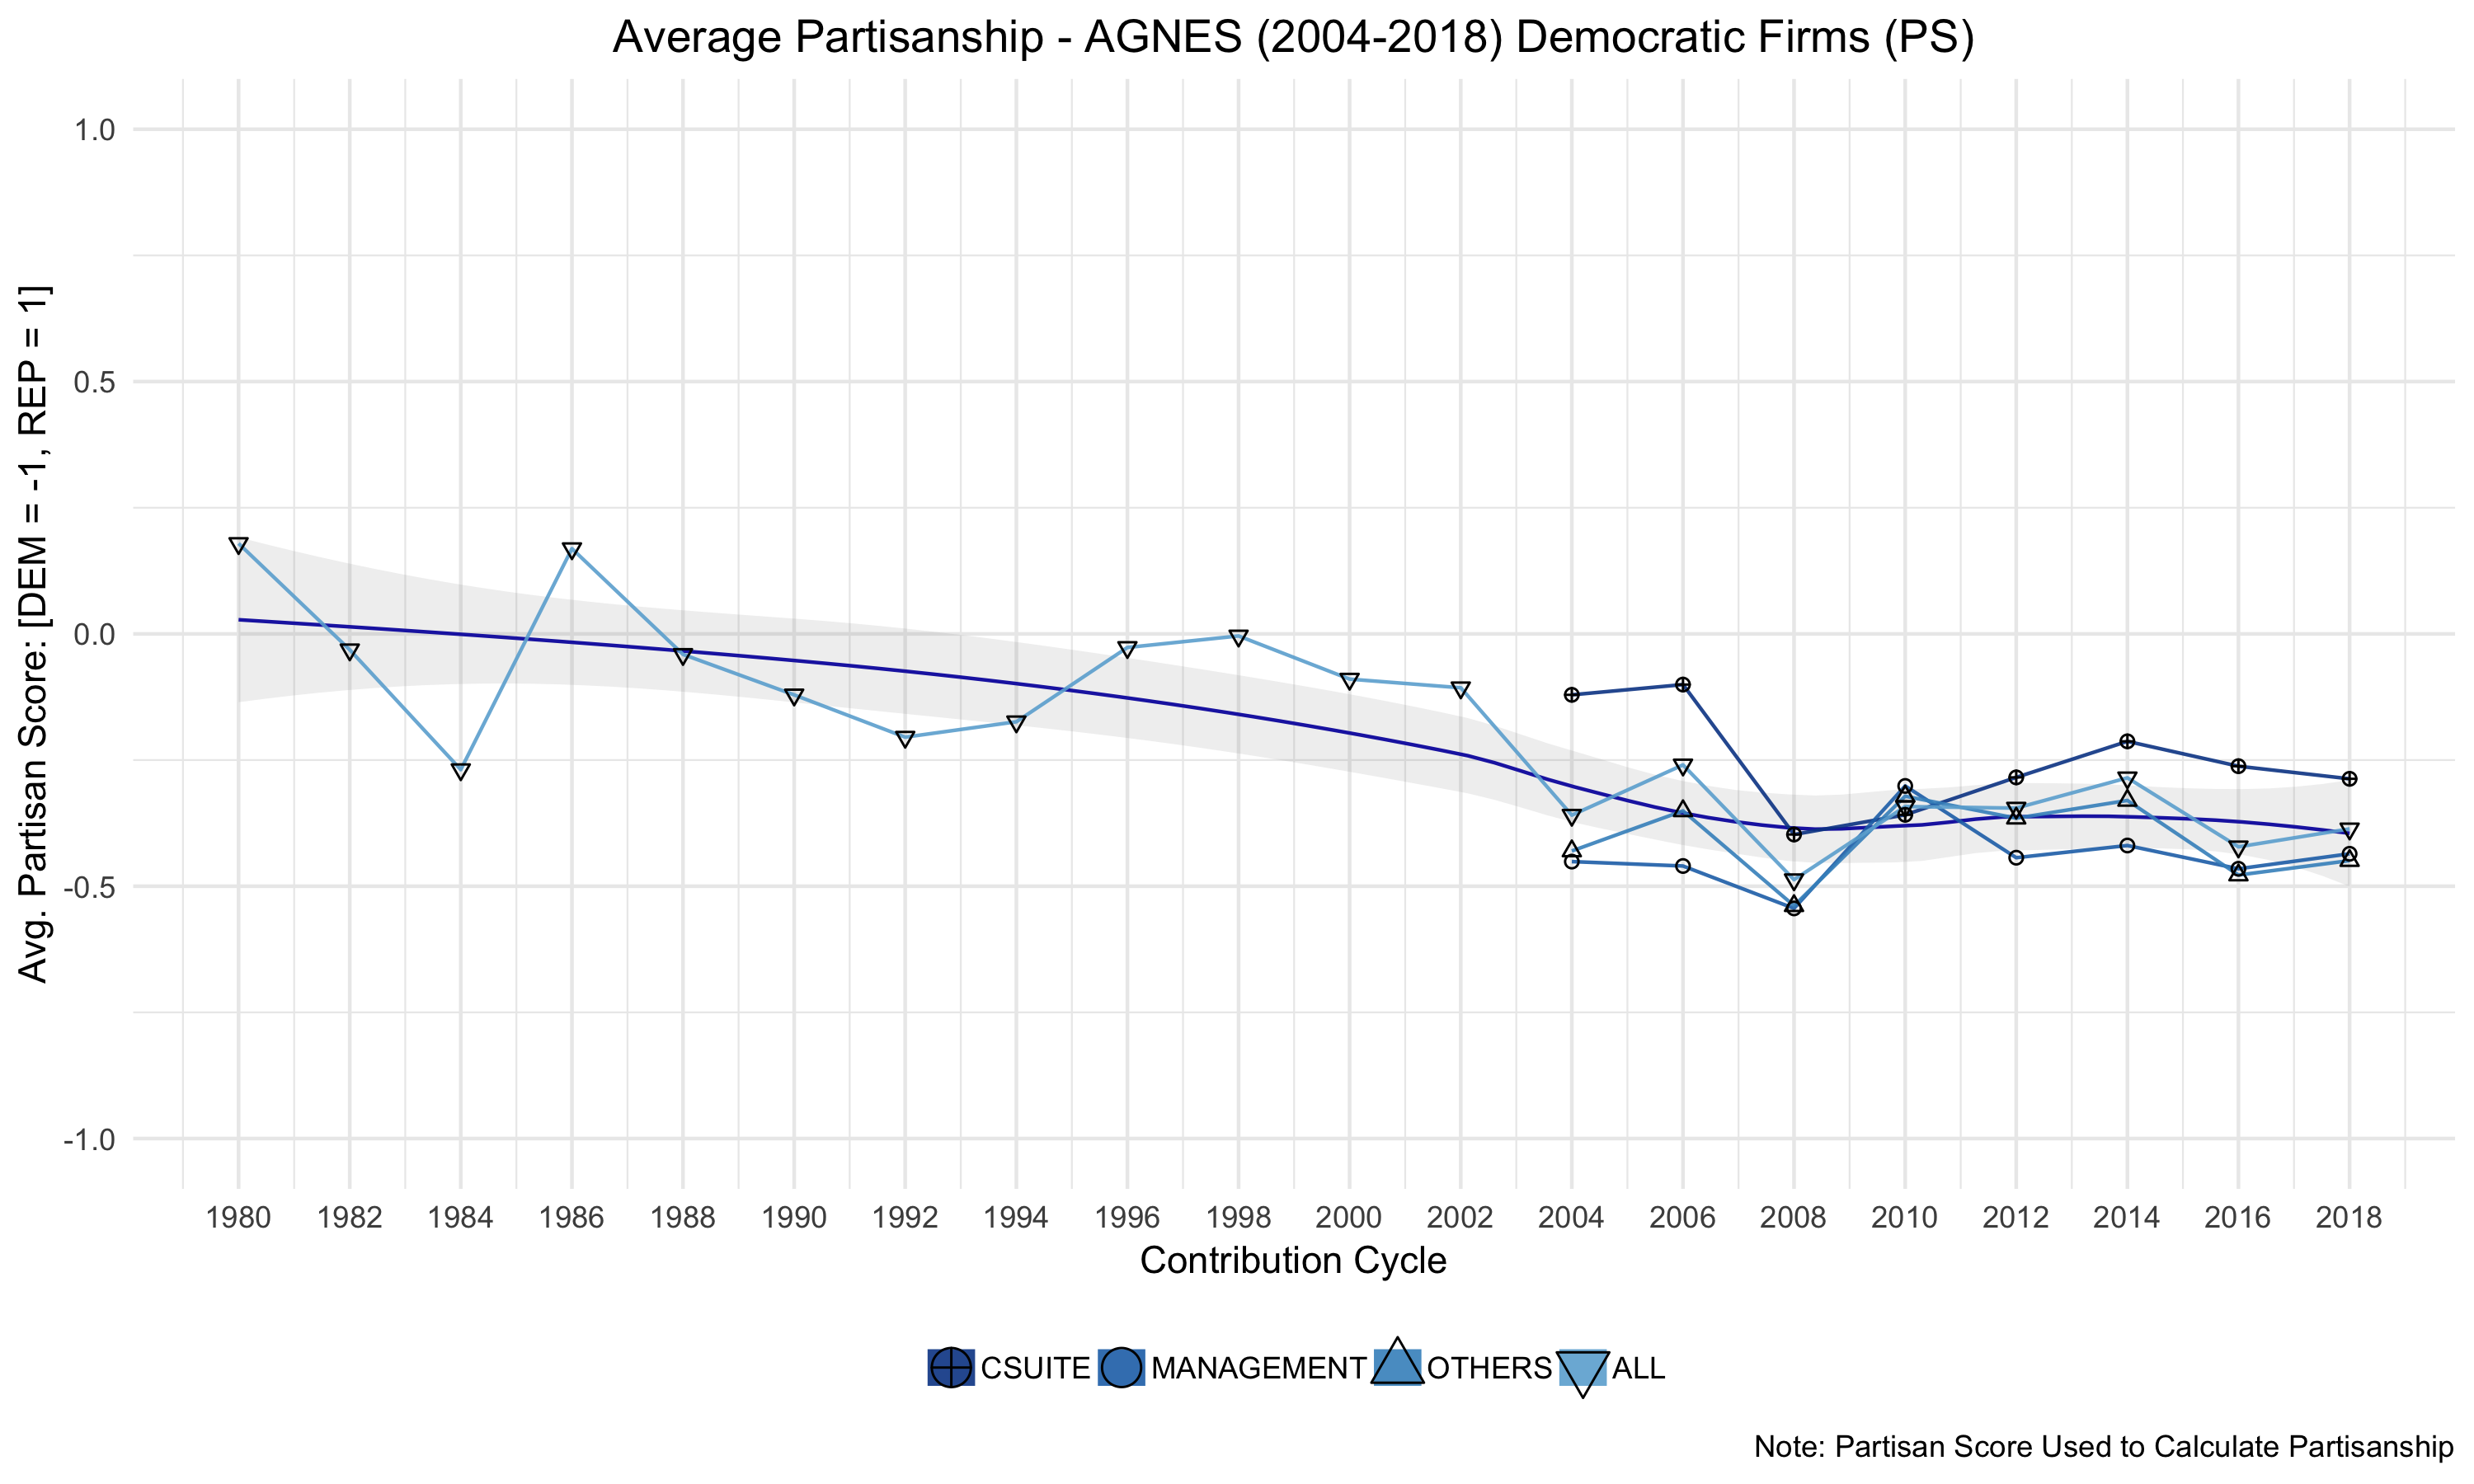 Average Partisanship - AGNES (2004-2018) Democratic Firms (PS)
Avg. Partisan Score: [DEM = -1, REP = 1]
1.0
0.5
0.0
-0.5
-1.0
1980 1982 1984 1986 1988 1990 1992 1994 1996 1998 2000 2002 2004 2006 2008 2010 2012 2014 2016 2018
Contribution Cycle
CSUITE MANAGEMENT OTHERS ALL
Note: Partisan Score Used to Calculate Partisanship